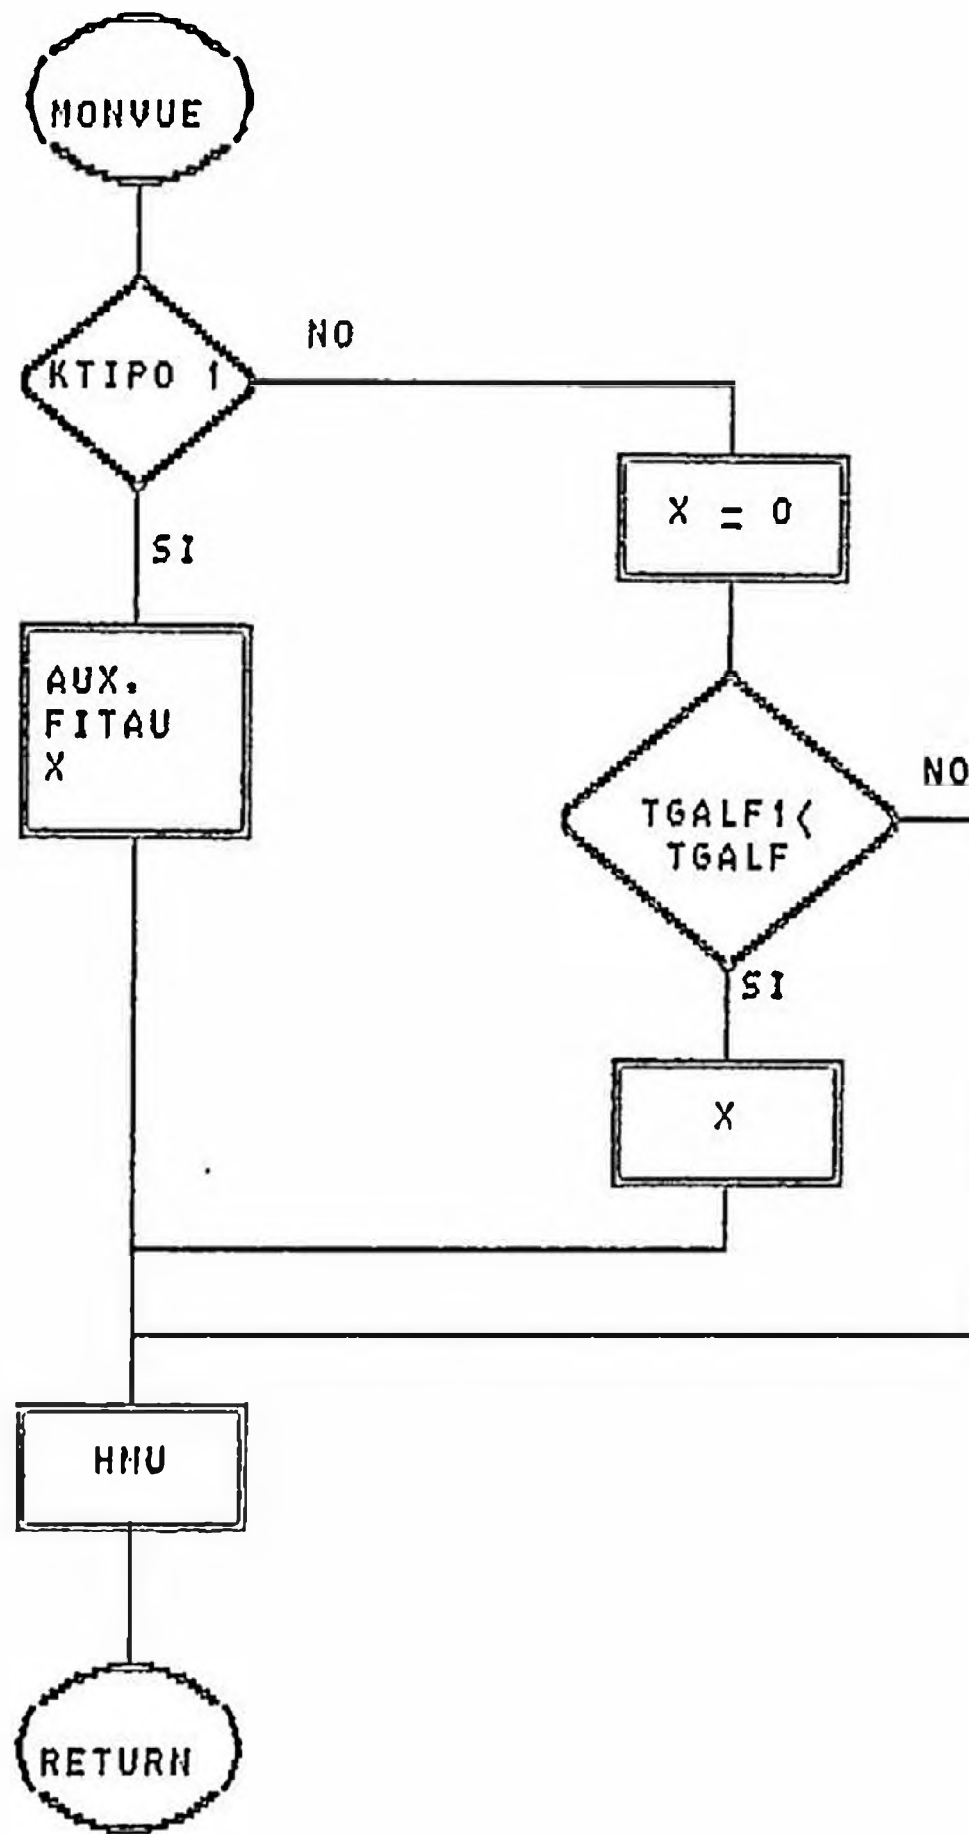 MONVUE
KTIPO 1
NO
SI
X = 0
AUX.
FITAU
X
TGALF1<
TGALF
NO
SI
X
HMU
RETURN